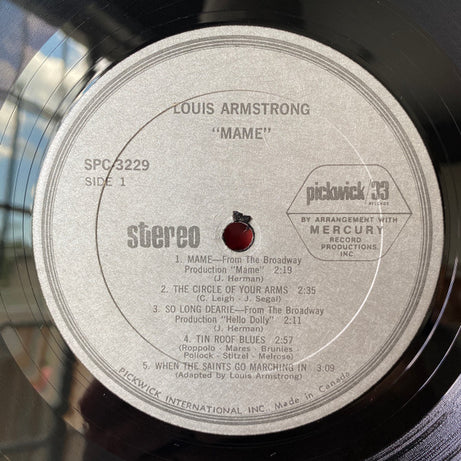 LOUIS ARMSTRONG
"MAME"
SPC-3229
SIDE 1
pickwick 33
RECORDS
BY ARRANGEMENT WITH
MERCURY
RECORD
PRODUCTIONS
INC
stereo
1. MAME—From The Broadway
Production "Mame" 2:19
(J. Herman)
2. THE CIRCLE OF YOUR ARMS 2:35
(C. Leigh - J. Segal)
3. SO LONG DEARIE—From The Broadway
Production "Hello Dolly" 2:11
(J. Herman)
4. TIN ROOF BLUES 2:57
(Roppolo - Mares - Brunies -
Pollock - Stitzel - Melrose)
5. WHEN THE SAINTS GO MARCHING IN 3:09
(Adapted by Louis Armstrong)
PICKWICK INTERNATIONAL INC. Made in Canada